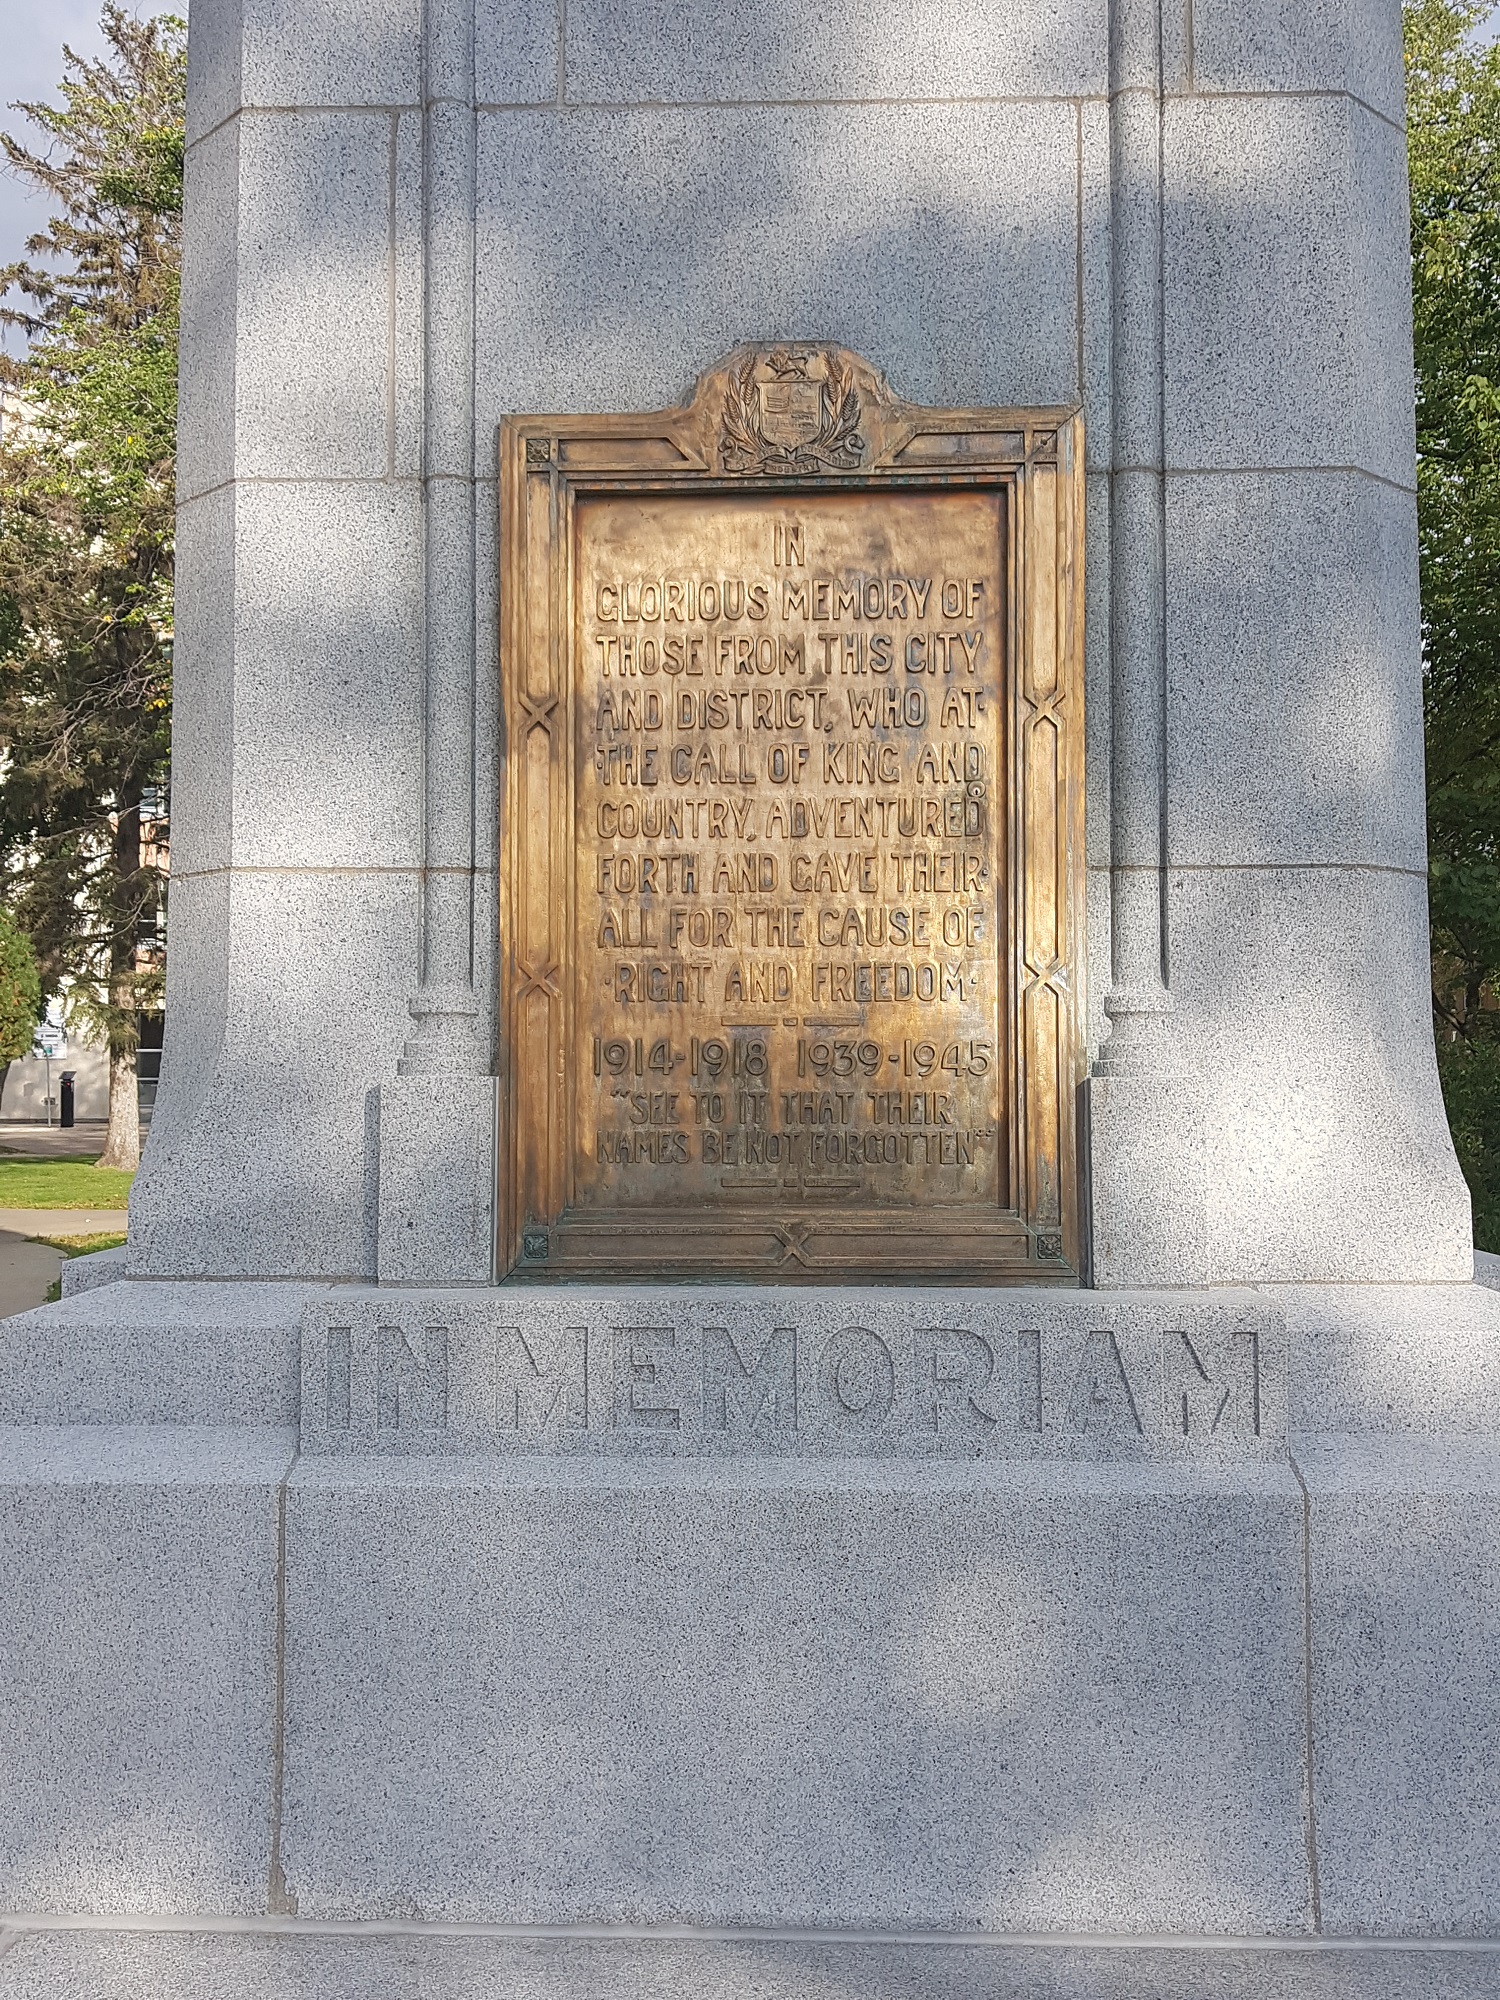 INDUSTRY
IN
GLORIOUS MEMORY OF
THOSE FROM THIS CITY
AND DISTRICT, WHO AT·
·THE CALL OF KING AND
COUNTRY, ADVENTURED
FORTH AND GAVE THEIR·
ALL FOR THE CAUSE OF
·RIGHT AND FREEDOM·
1914-1918 1939-1945
"SEE TO IT THAT THEIR
NAMES BE NOT FORGOTTEN"
IN MEMORIAM